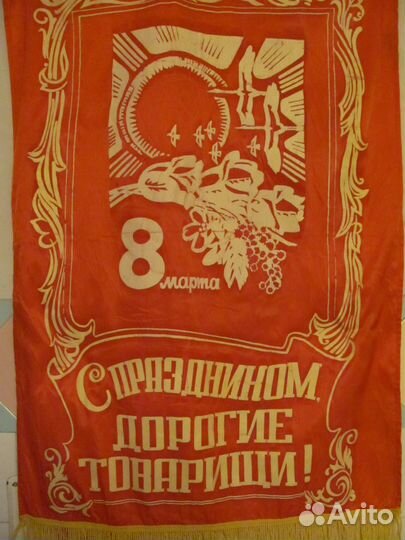 8
марта
С ПРАЗДНИКОМ,
ДОРОГИЕ
ТОВАРИЩИ!
Avito